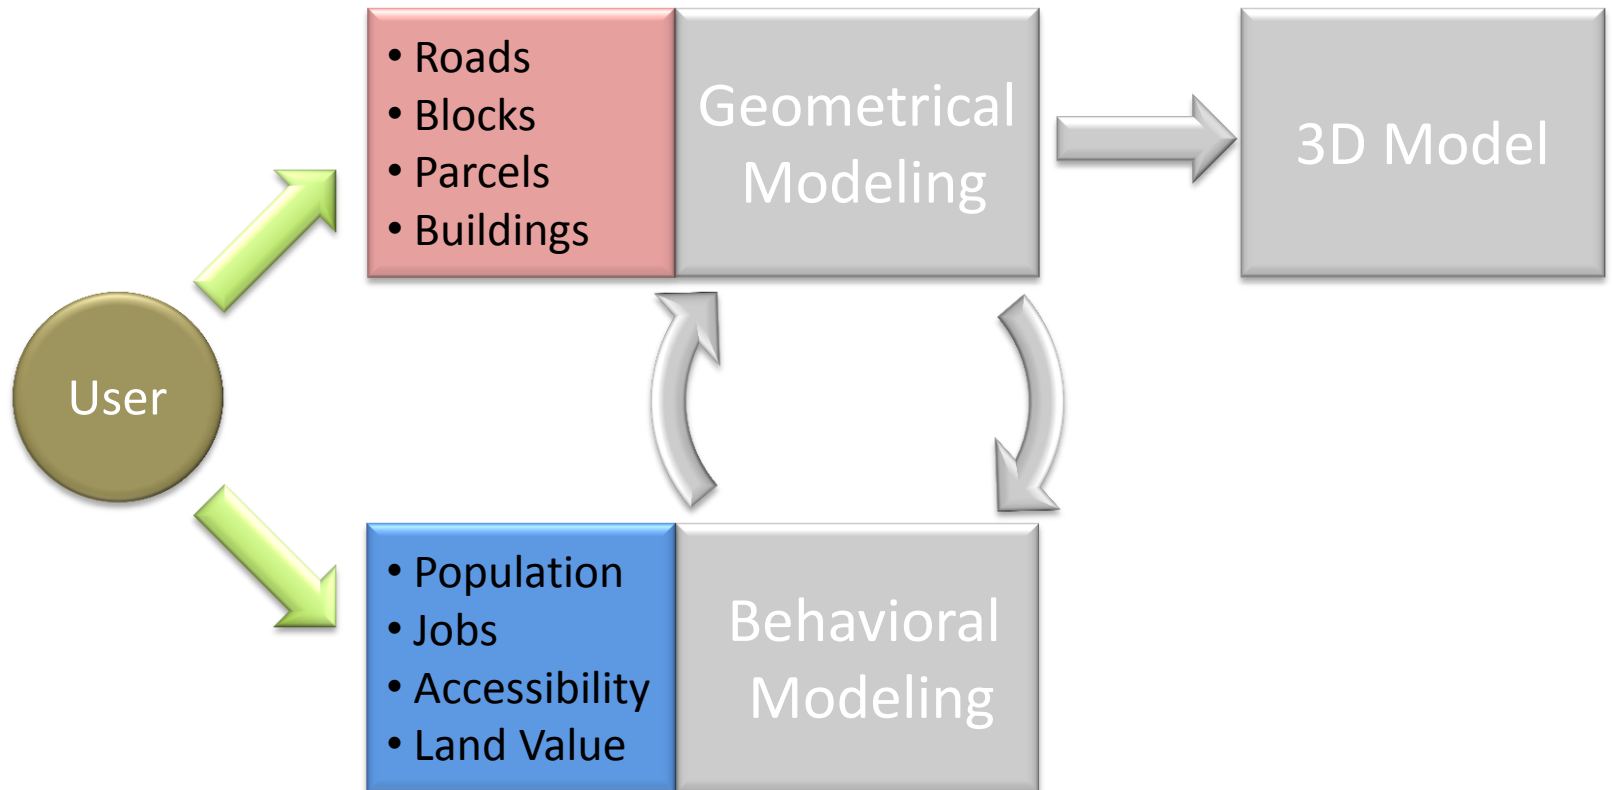 • Roads
• Blocks
• Parcels
• Buildings
Geometrical
Modeling
3D Model
User
• Population
• Jobs
• Accessibility
• Land Value
Behavioral
Modeling